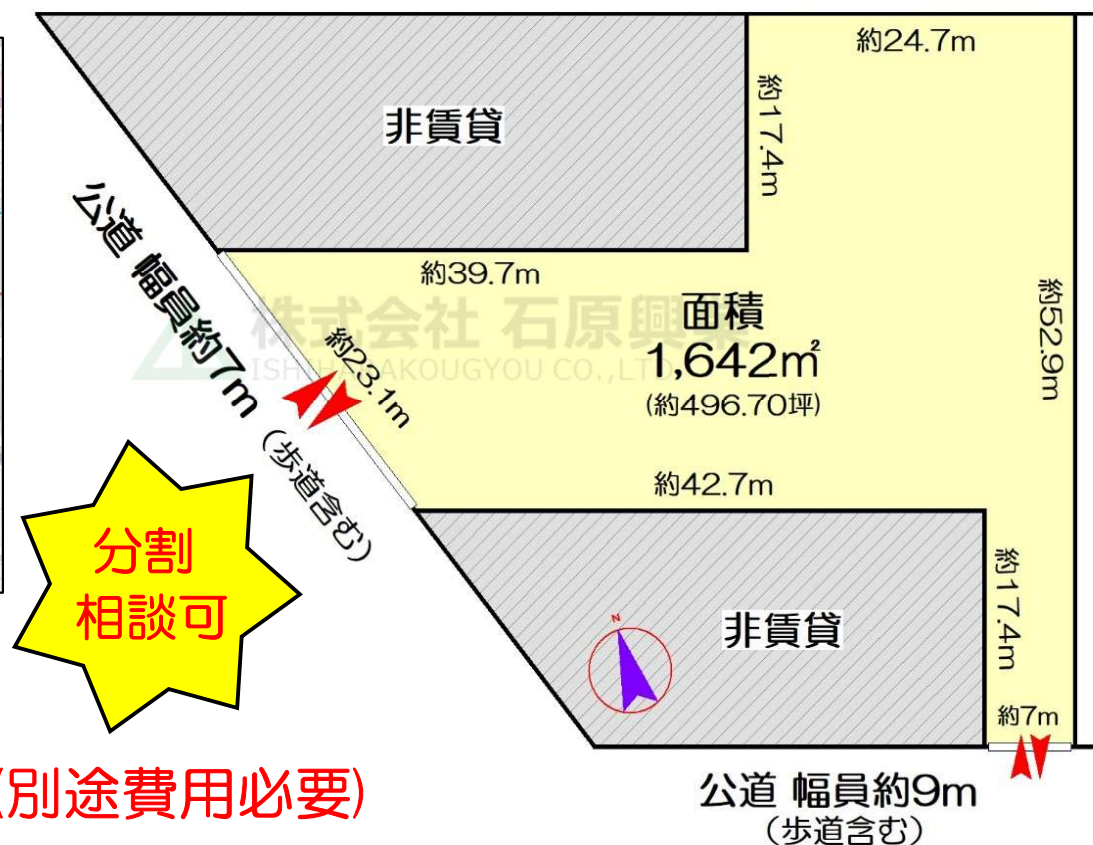 約24.7m
約17.4m
非賃貸
約39.7m
公道 幅員約7m
(歩道含む)
約23.1m
株式会社 石原興業
ISHIHARAKOUGYOU CO.,LTD
面積
1,642㎡
(約496.70坪)
約52.9m
約42.7m
分割
相談可
(別途費用必要)
非賃貸
N
約17.4m
約7m
公道 幅員約9m
(歩道含む)